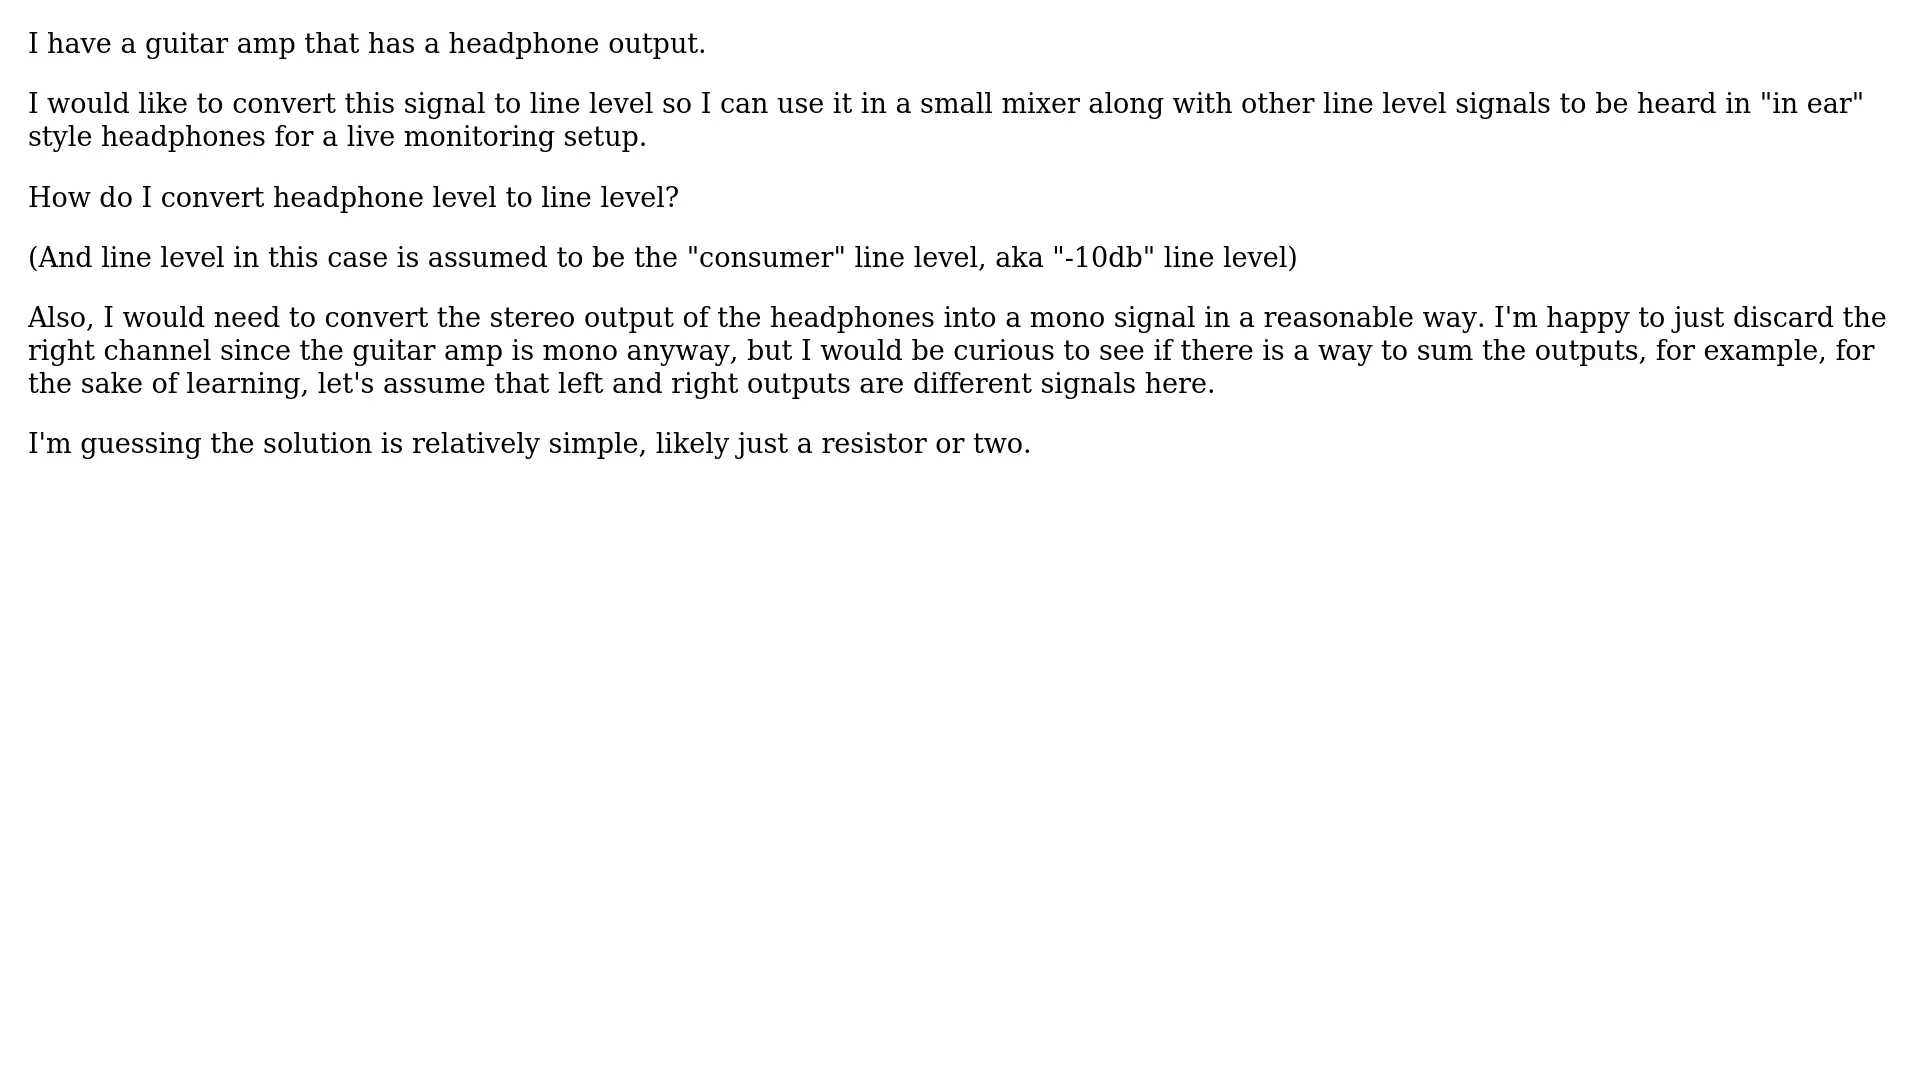 I have a guitar amp that has a headphone output.
I would like to convert this signal to line level so I can use it in a small mixer along with other line level signals to be heard in "in ear"
style headphones for a live monitoring setup.
How do I convert headphone level to line level?
(And line level in this case is assumed to be the "consumer" line level, aka "-10db" line level)
Also, I would need to convert the stereo output of the headphones into a mono signal in a reasonable way. I'm happy to just discard the
right channel since the guitar amp is mono anyway, but I would be curious to see if there is a way to sum the outputs, for example, for
the sake of learning, let's assume that left and right outputs are different signals here.
I'm guessing the solution is relatively simple, likely just a resistor or two.